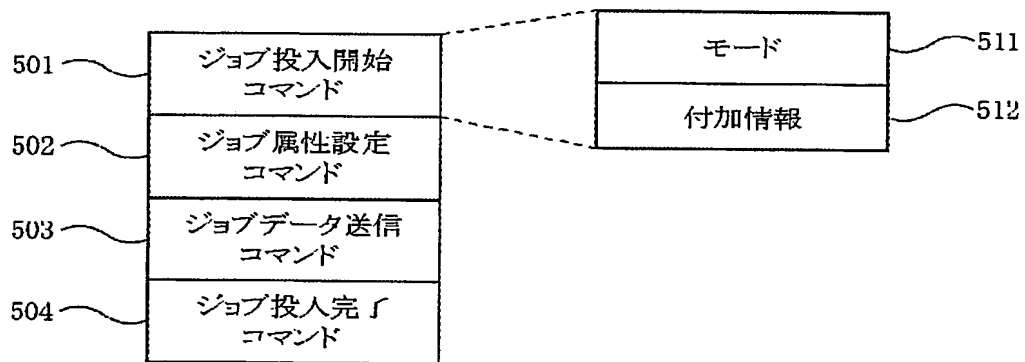 501
ジョブ投入開始
コマンド
502
ジョブ属性設定
コマンド
503
ジョブデータ送信
コマンド
504
ジョブ投入完了
コマンド
モード
511
付加情報
512